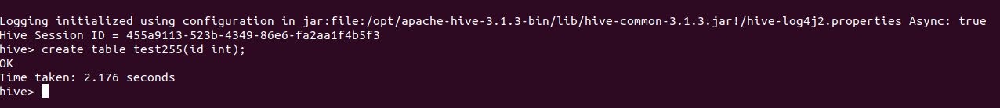 Logging initialized using configuration in jar:file:/opt/apache-hive-3.1.3-bin/lib/hive-common-3.1.3.jar!/hive-log4j2.properties Async: true
Hive Session ID = 455a9113-523b-4349-86e6-fa2aa1f4b5f3
hive> create table test255(id int);
OK
Time taken: 2.176 seconds
hive>